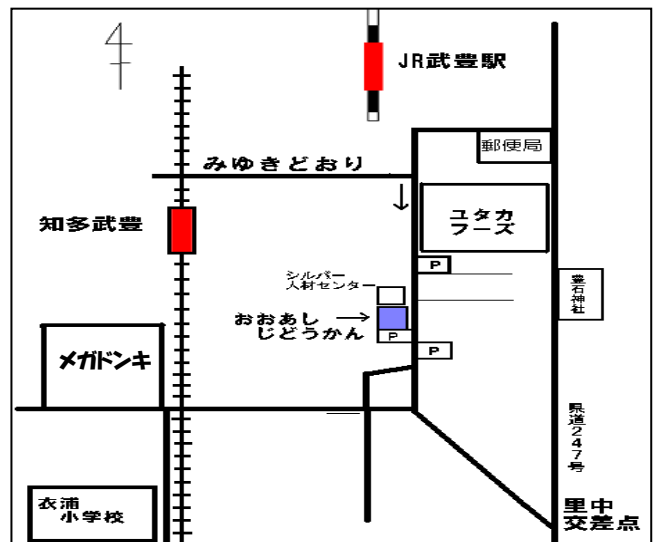 JR武豊駅
郵便局
みゆきどおり
ユタカ
フーズ
知多武豊
P
豊石神社
シルバー
人材センター
おおあし
じどうかん
P
P
メガドンキ
県道247号
衣浦
小学校
里中
交差点